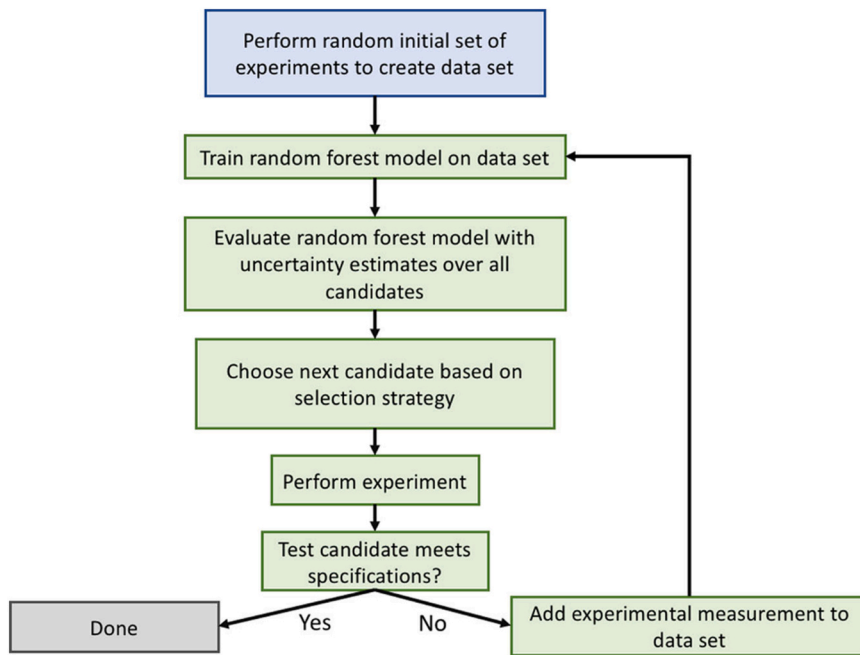 Perform random initial set of
experiments to create data set
Train random forest model on data set
Evaluate random forest model with
uncertainty estimates over all
candidates
Choose next candidate based on
selection strategy
Perform experiment
Test candidate meets
specifications?
Done
Yes
No
Add experimental measurement to
data set